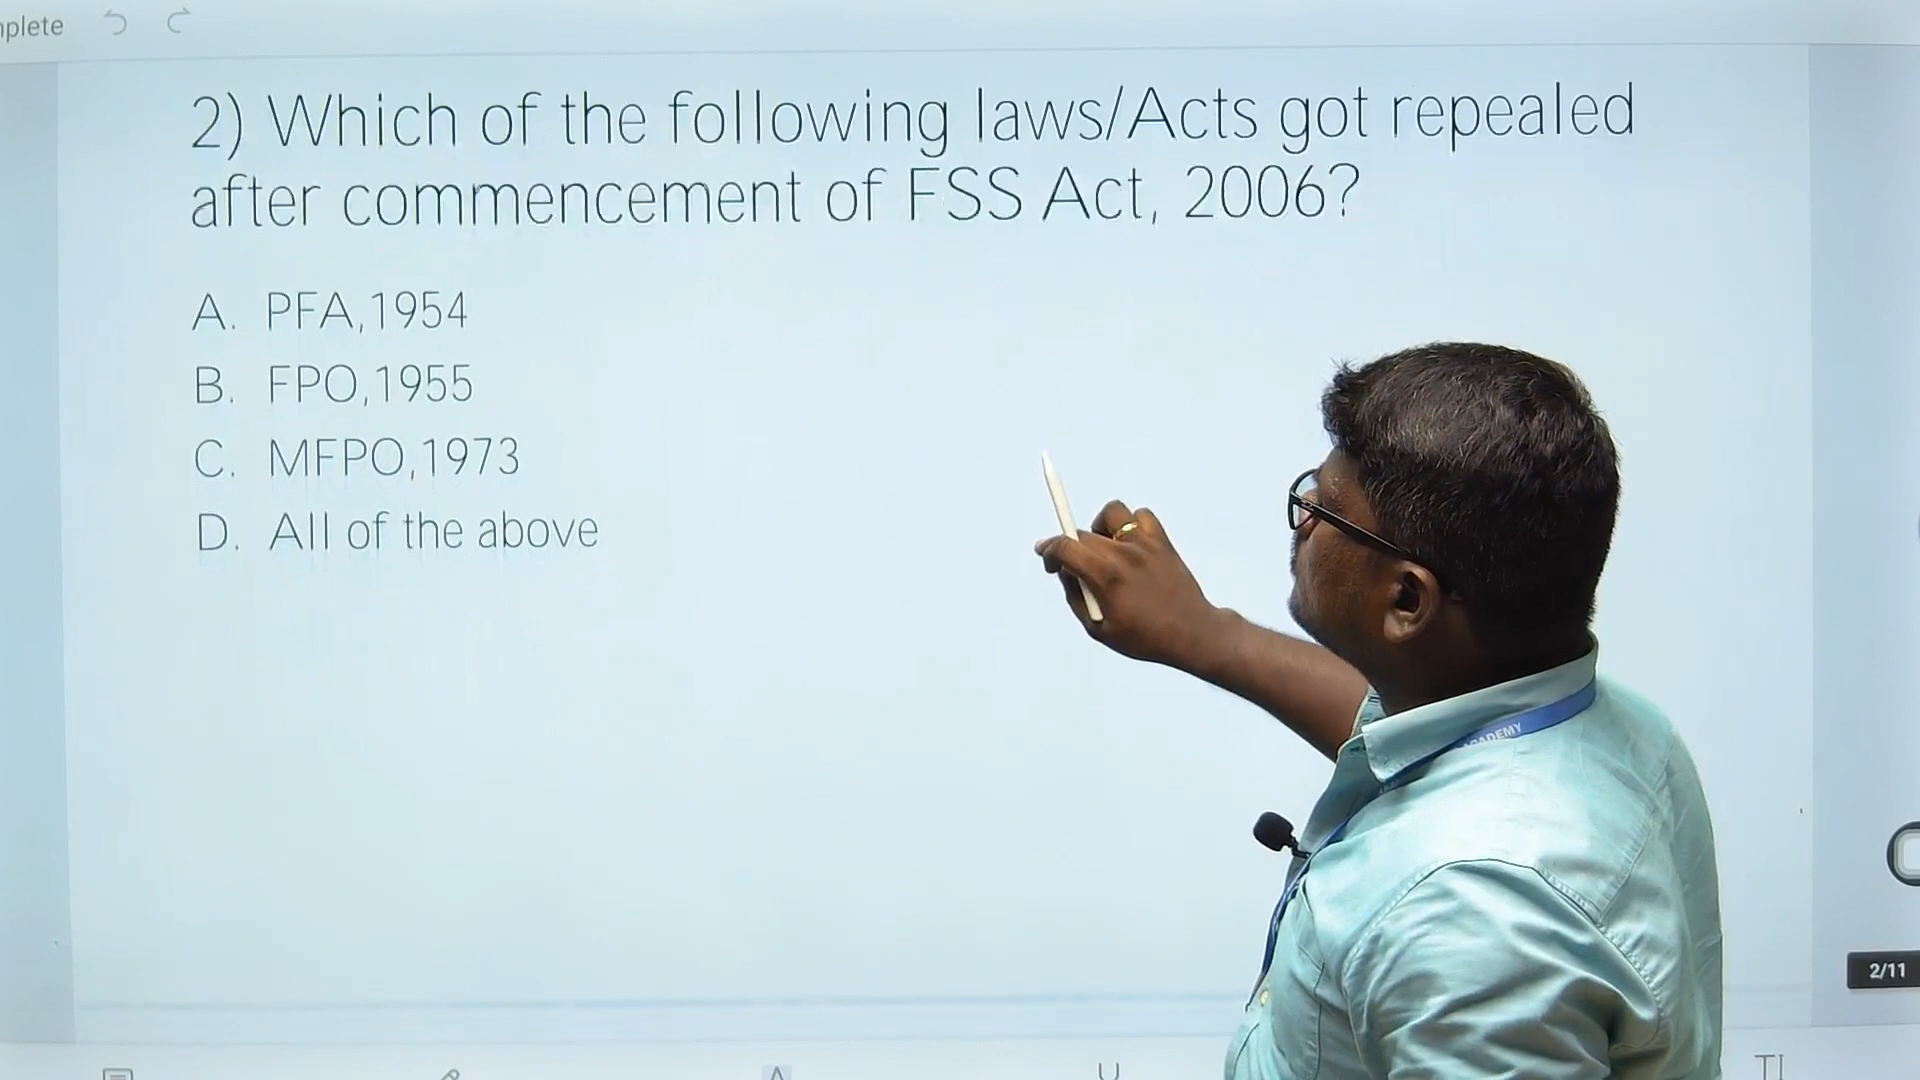 2) Which of the following laws/Acts got repealed
after commencement of FSS Act, 2006?
A. PFA,1954
B. FPO,1955
C. MFPO,1973
D. All of the above
2/11